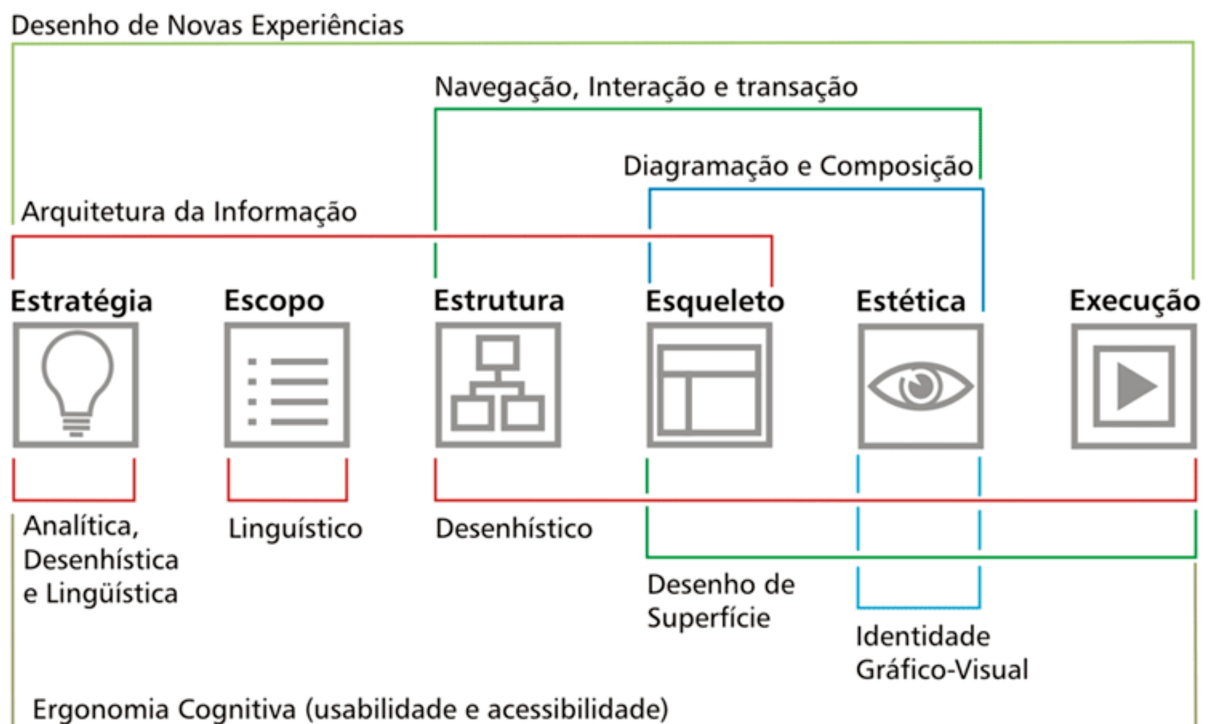 Desenho de Novas Experiências
Navegação, Interação e transação
Diagramação e Composição
Arquitetura da Informação
Estratégia
Escopo
Estrutura
Esqueleto
Estética
Execução
Analítica,
Desenhística
e Lingüística
Linguístico
Desenhístico
Desenho de
Superfície
Identidade
Gráfico-Visual
Ergonomia Cognitiva (usabilidade e acessibilidade)